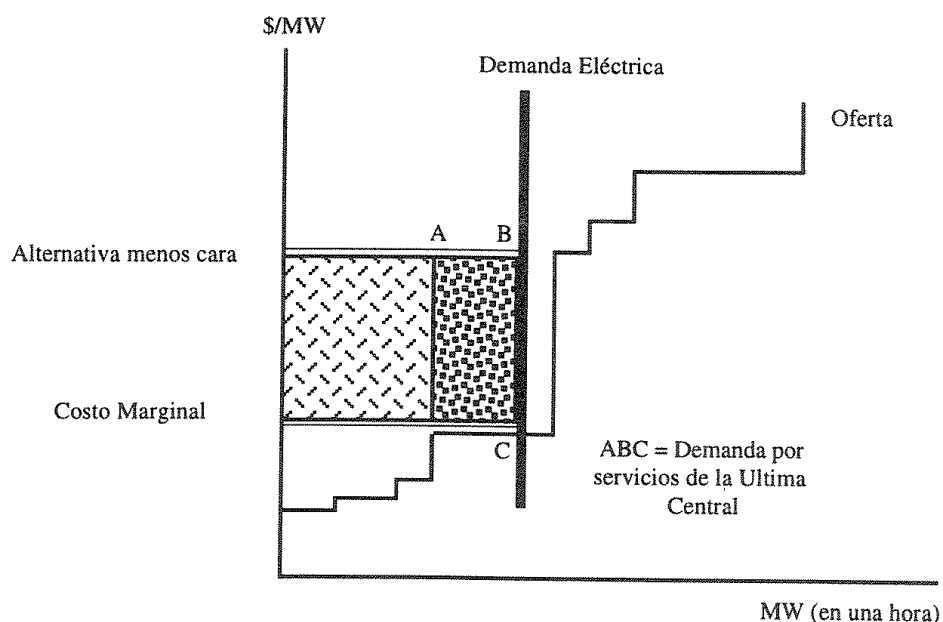 $/MW
Demanda Eléctrica
Oferta
A
B
Alternativa menos cara
Costo Marginal
C
ABC = Demanda por
servicios de la Ultima
Central
MW (en una hora)